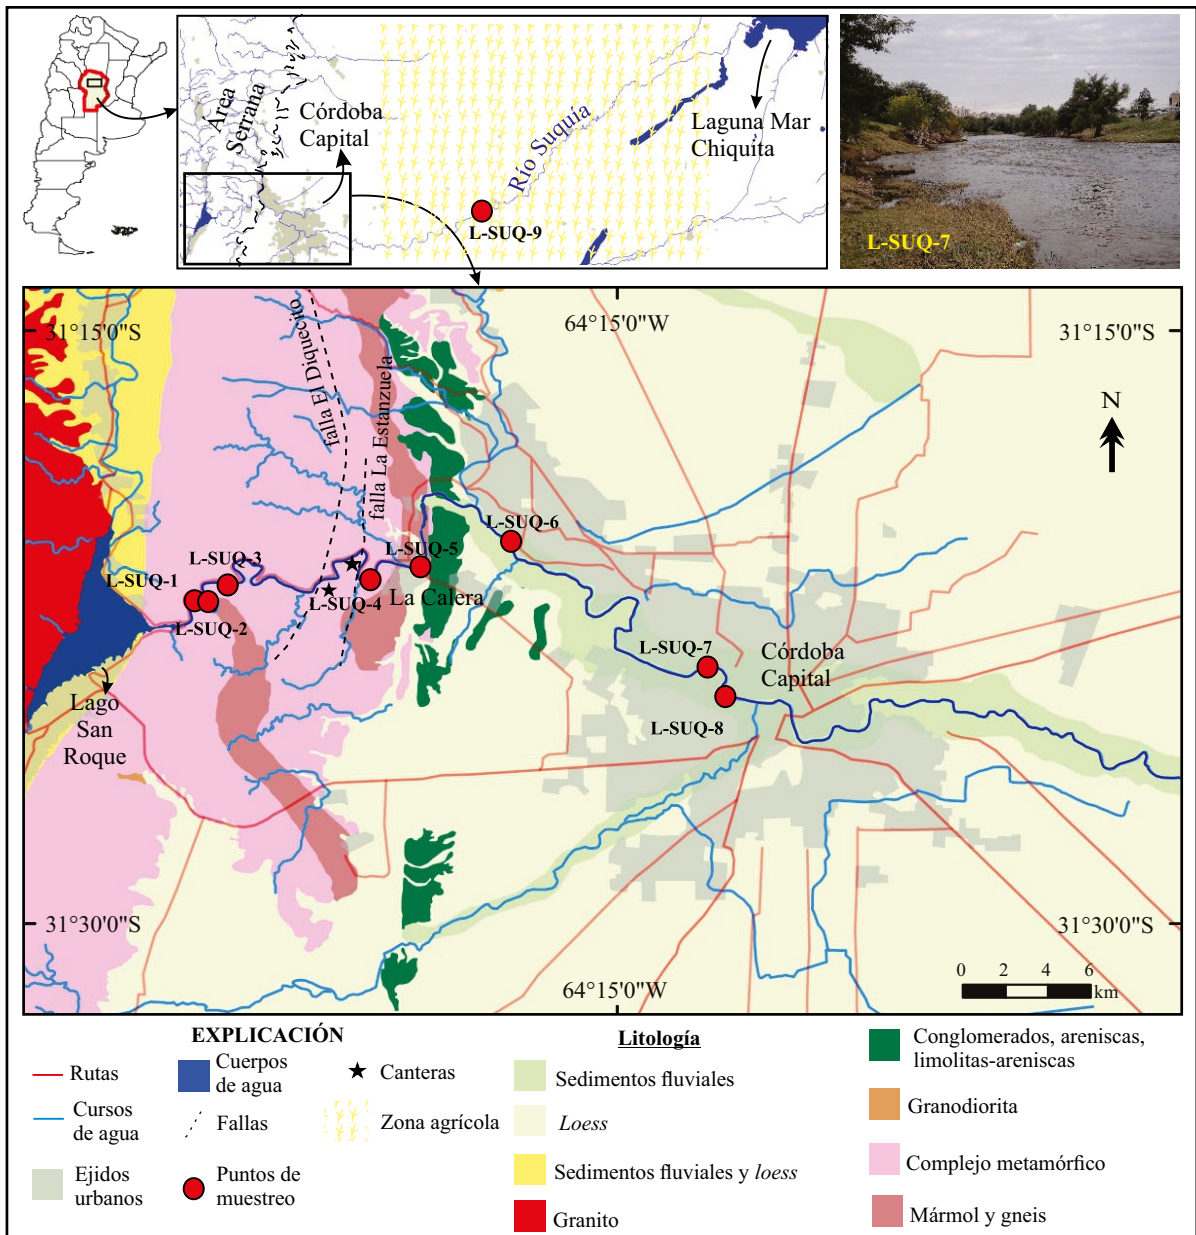 Área
Serrana
Córdoba
Capital
Río Suquía
Laguna Mar
Chiquita
L-SUQ-9
L-SUQ-7
31°15'0"S
64°15'0"W
31°15'0"S
falla El Diquecito
falla La Estanzuela
N
L-SUQ-6
L-SUQ-3
L-SUQ-5
L-SUQ-1
L-SUQ-4
La Calera
L-SUQ-2
L-SUQ-7
Córdoba
Capital
Lago
San
Roque
L-SUQ-8
31°30'0"S
31°30'0"S
64°15'0"W
0 2 4 6
km
EXPLICACIÓN
Rutas
Cursos
de agua
Ejidos
urbanos
Cuerpos
de agua
Fallas
Puntos de
muestreo
Canteras
Zona agrícola
Litología
Sedimentos fluviales
Loess
Sedimentos fluviales y loess
Granito
Conglomerados, areniscas,
limolitas-areniscas
Granodiorita
Complejo metamórfico
Mármol y gneis